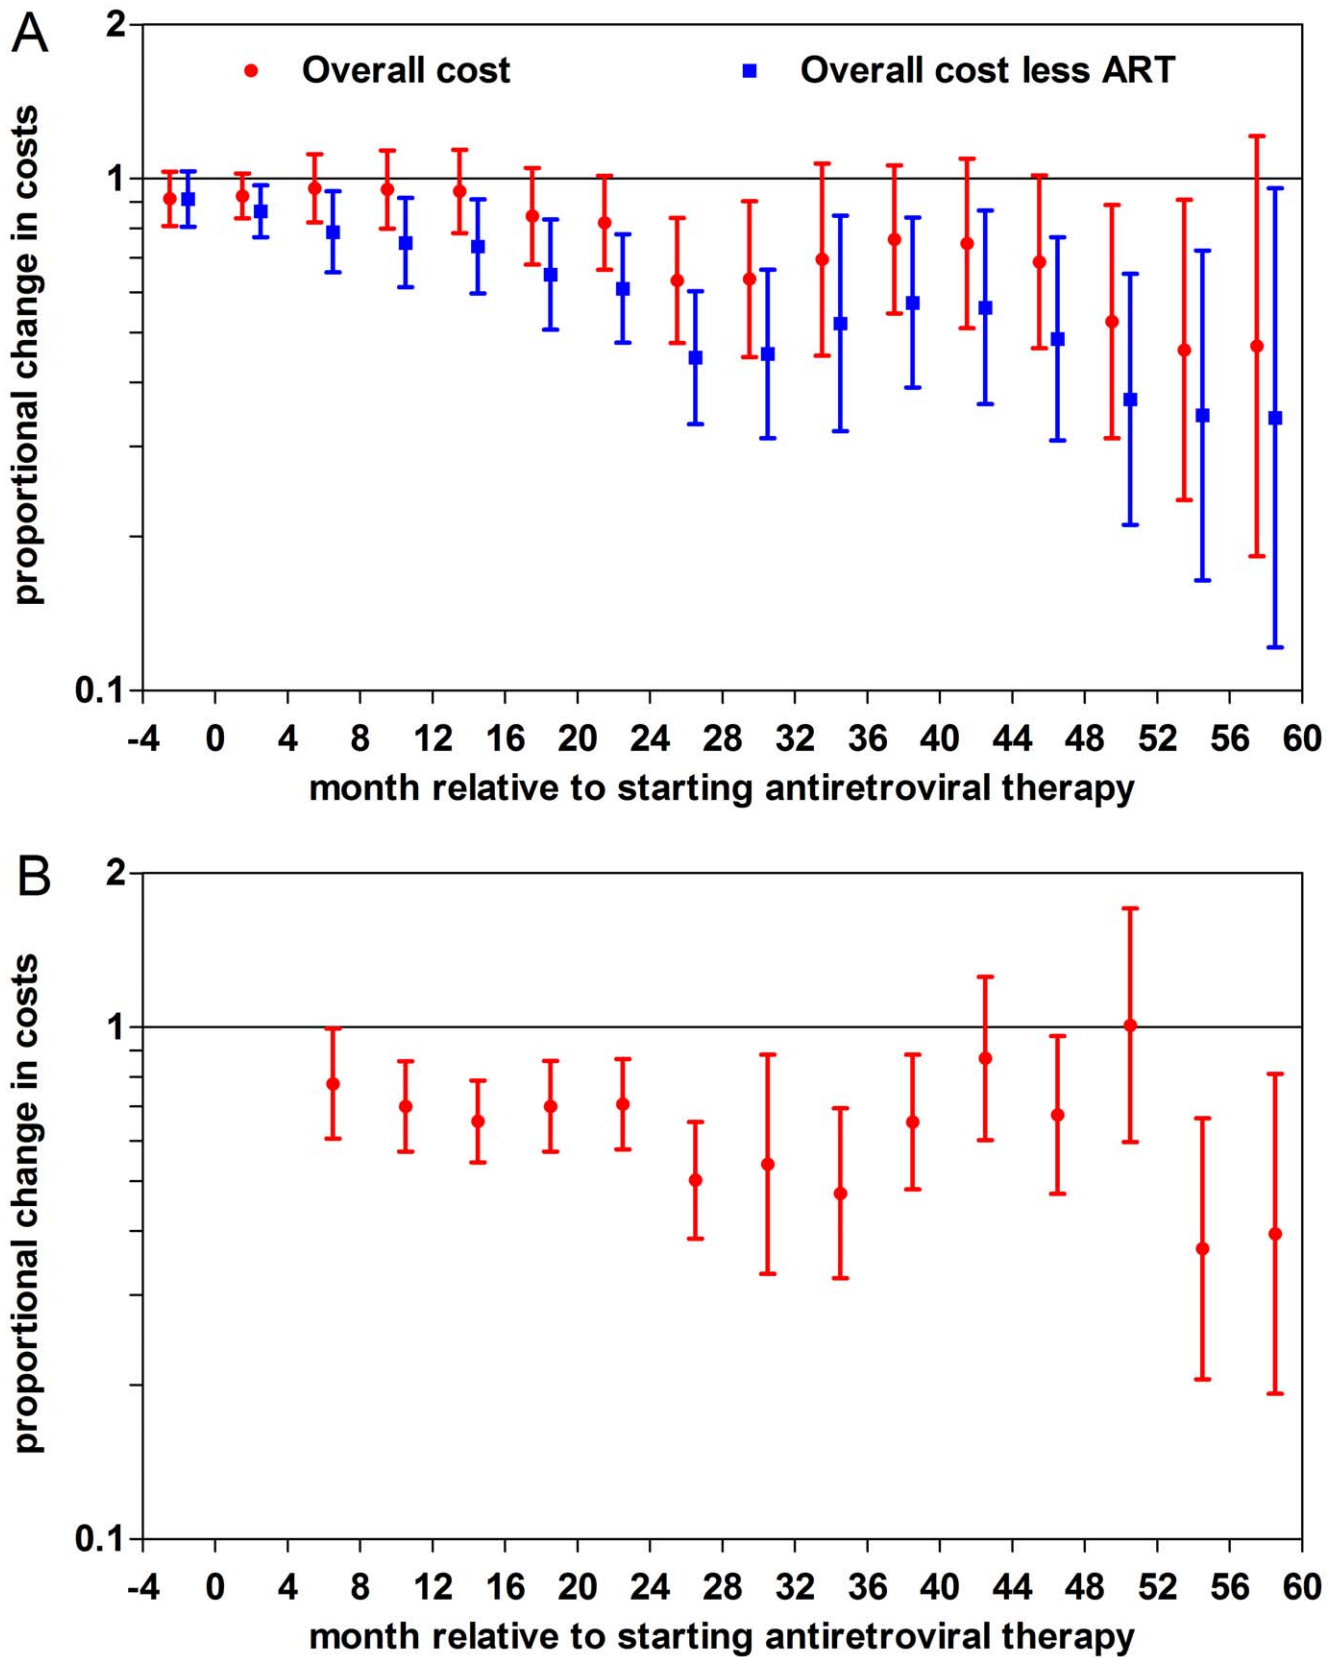 A
2
Overall cost
Overall cost less ART
1
0.1
proportional change in costs
-4 0 4 8 12 16 20 24 28 32 36 40 44 48 52 56 60
month relative to starting antiretroviral therapy
B
2
1
0.1
proportional change in costs
-4 0 4 8 12 16 20 24 28 32 36 40 44 48 52 56 60
month relative to starting antiretroviral therapy